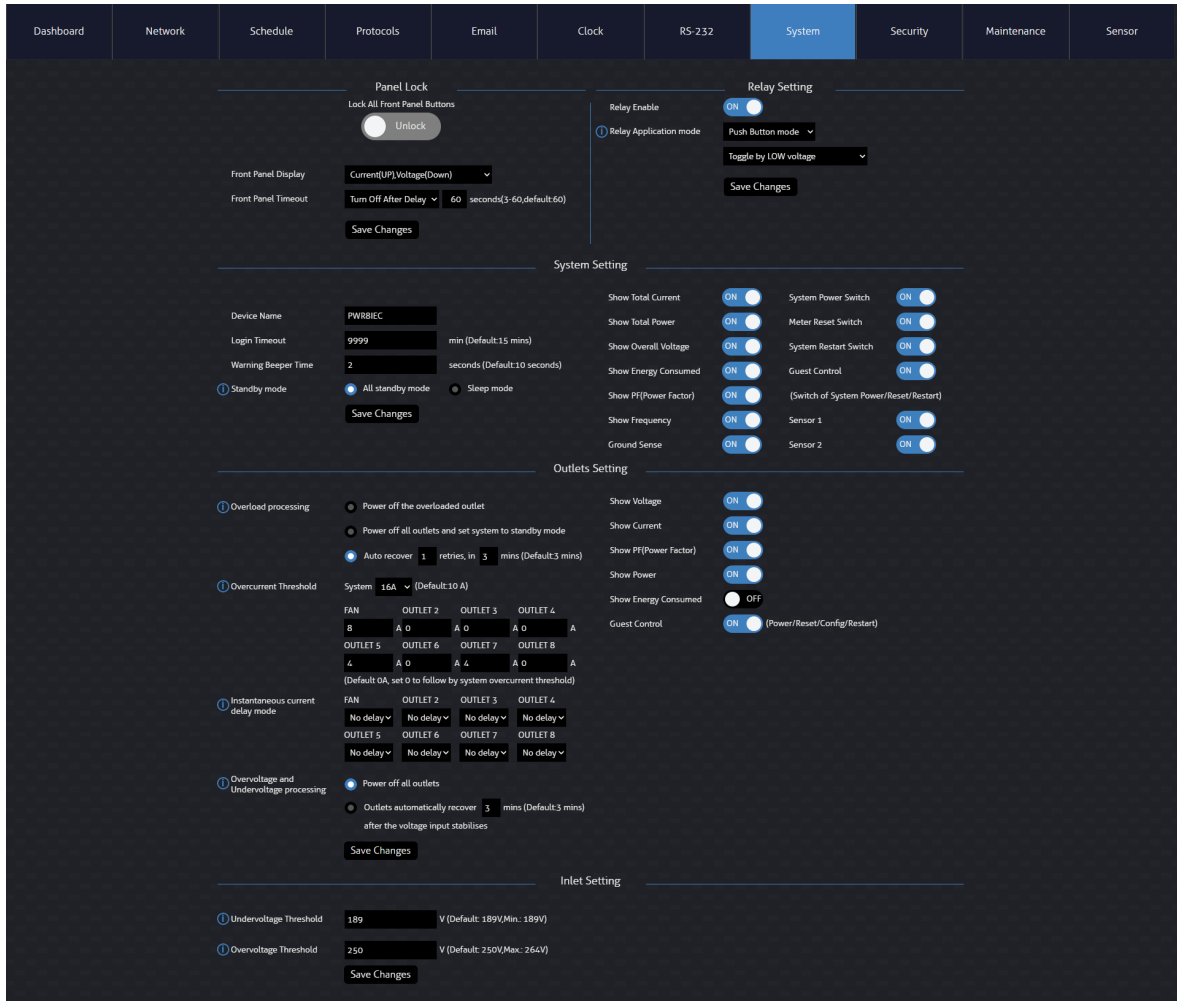 Dashboard Network Schedule Protocols Email Clock RS-232 System Security Maintenance Sensor
Panel Lock
Lock All Front Panel Buttons
Unlock
Front Panel Display Current(UP),Voltage(Down)
Front Panel Timeout Turn Off After Delay 60 seconds(3-60,default:60)
Save Changes
Relay Setting
Relay Enable ON
Relay Application mode Push Button mode
Toggle by LOW voltage
Save Changes
System Setting
Device Name PWR8IEC
Login Timeout 9999 min (Default:15 mins)
Warning Beeper Time 2 seconds (Default:10 seconds)
Standby mode All standby mode Sleep mode
Save Changes
Show Total Current ON System Power Switch ON
Show Total Power ON Meter Reset Switch ON
Show Overall Voltage ON System Restart Switch ON
Show Energy Consumed ON Guest Control ON
Show PF(Power Factor) ON (Switch of System Power/Reset/Restart)
Show Frequency ON Sensor 1 ON
Ground Sense ON Sensor 2 ON
Outlets Setting
Overload processing Power off the overloaded outlet
Power off all outlets and set system to standby mode
Auto recover 1 retries, in 3 mins (Default:3 mins)
Overcurrent Threshold System 16A (Default:10 A)
FAN OUTLET 2 OUTLET 3 OUTLET 4
8 A 0 A 0 A 0 A
OUTLET 5 OUTLET 6 OUTLET 7 OUTLET 8
4 A 0 A 4 A 0 A
(Default 0A, set 0 to follow by system overcurrent threshold)
Instantaneous current
delay mode
FAN OUTLET 2 OUTLET 3 OUTLET 4
No delay No delay No delay No delay
OUTLET 5 OUTLET 6 OUTLET 7 OUTLET 8
No delay No delay No delay No delay
Overvoltage and
Undervoltage processing
Power off all outlets
Outlets automatically recover 3 mins (Default:3 mins)
after the voltage input stabilises
Save Changes
Show Voltage ON
Show Current ON
Show PF(Power Factor) ON
Show Power ON
Show Energy Consumed OFF
Guest Control ON (Power/Reset/Config/Restart)
Inlet Setting
Undervoltage Threshold 189 V (Default: 189V,Min.: 189V)
Overvoltage Threshold 250 V (Default: 250V,Max.: 264V)
Save Changes